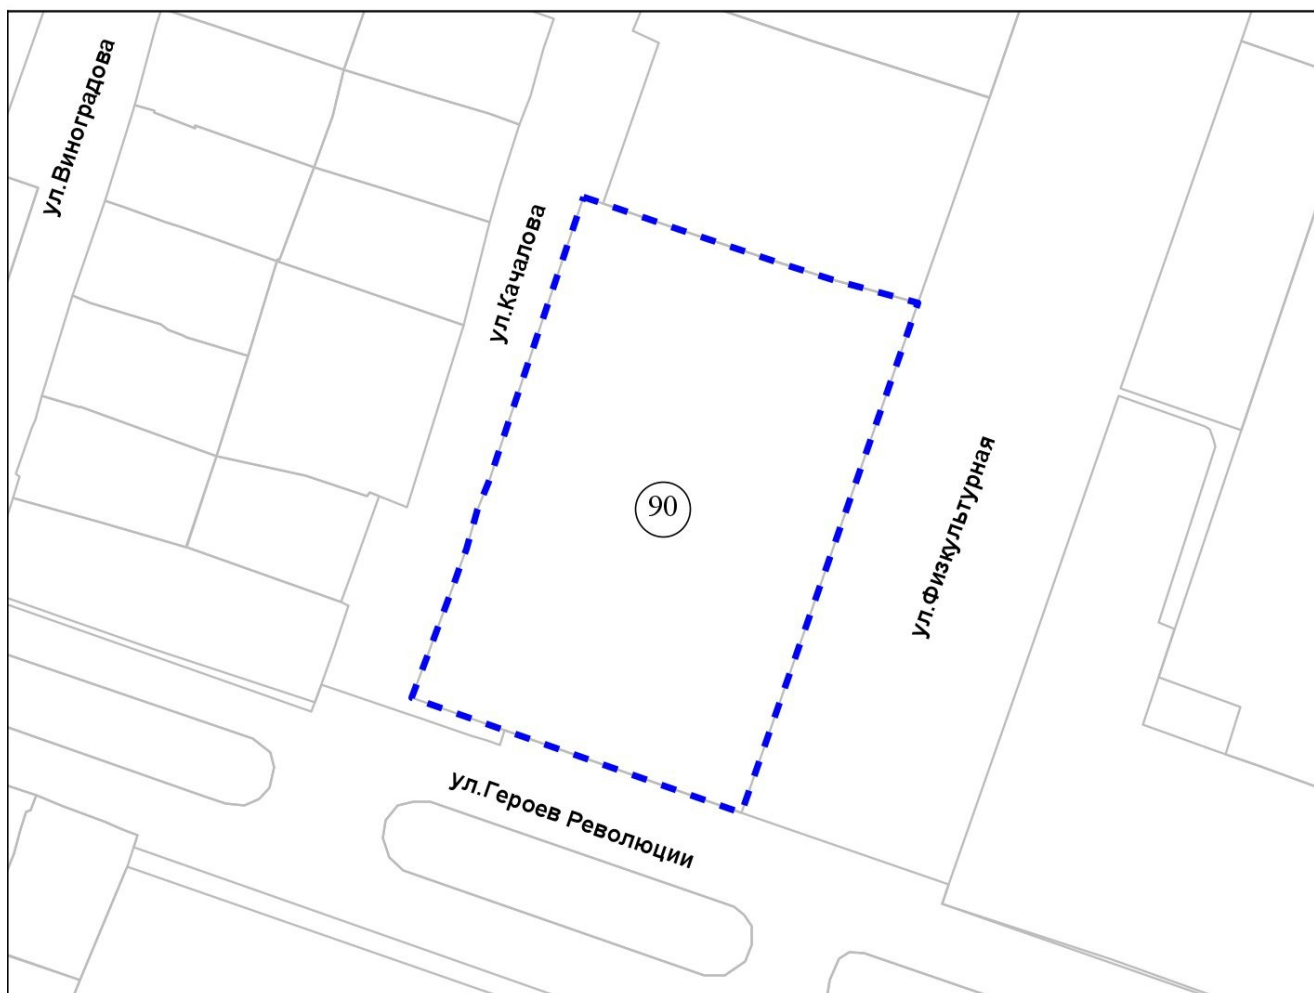 ул.Виноградова
ул.Качалова
ул.Физкультурная
90
ул.Героев Революции